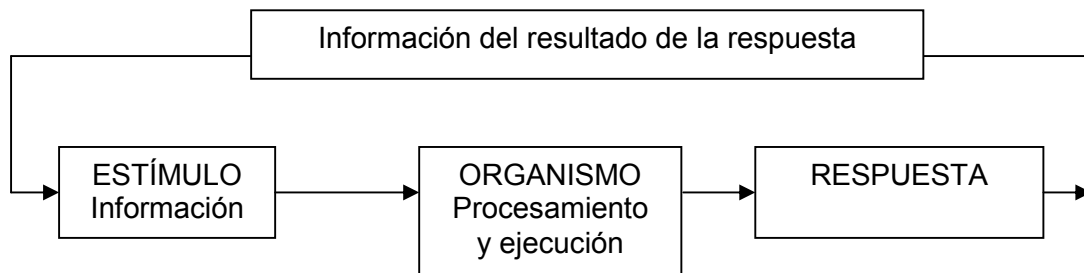 Información del resultado de la respuesta
ESTÍMULO
Información
ORGANISMO
Procesamiento
y ejecución
RESPUESTA